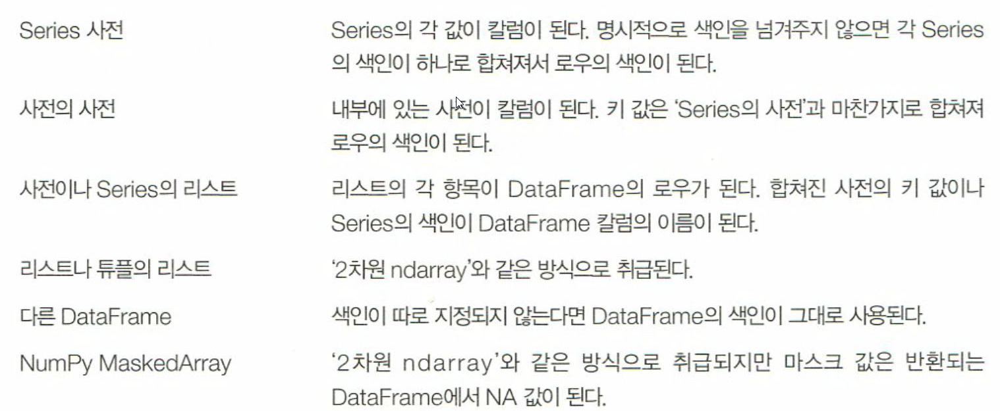 Series 사전
Series의 각 값이 칼럼이 된다. 명시적으로 색인을 넘겨주지 않으면 각 Series
의 색인이 하나로 합쳐져서 로우의 색인이 된다.
사전의 사전
내부에 있는 사전이 칼럼이 된다. 키 값은 ‘Series의 사전’과 마찬가지로 합쳐져
로우의 색인이 된다.
사전이나 Series의 리스트
리스트의 각 항목이 DataFrame의 로우가 된다. 합쳐진 사전의 키 값이나
Series의 색인이 DataFrame 칼럼의 이름이 된다.
리스트나 튜플의 리스트
‘2차원 ndarray’와 같은 방식으로 취급된다.
다른 DataFrame
색인이 따로 지정되지 않는다면 DataFrame의 색인이 그대로 사용된다.
NumPy MaskedArray
‘2차원 ndarray’와 같은 방식으로 취급되지만 마스크 값은 반환되는
DataFrame에서 NA 값이 된다.